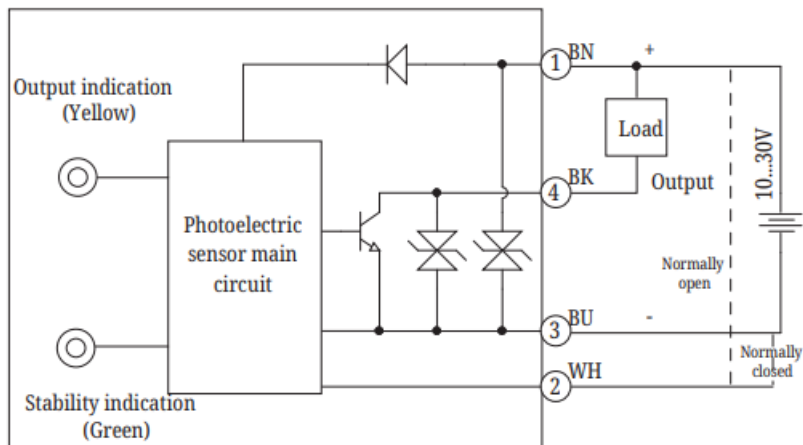 Output indication
(Yellow)
Photoelectric
sensor main
circuit
Stability indication
(Green)
1 BN +
Load
4 BK
Output
10...30V
Normally
open
3 BU -
Normally
closed
2 WH